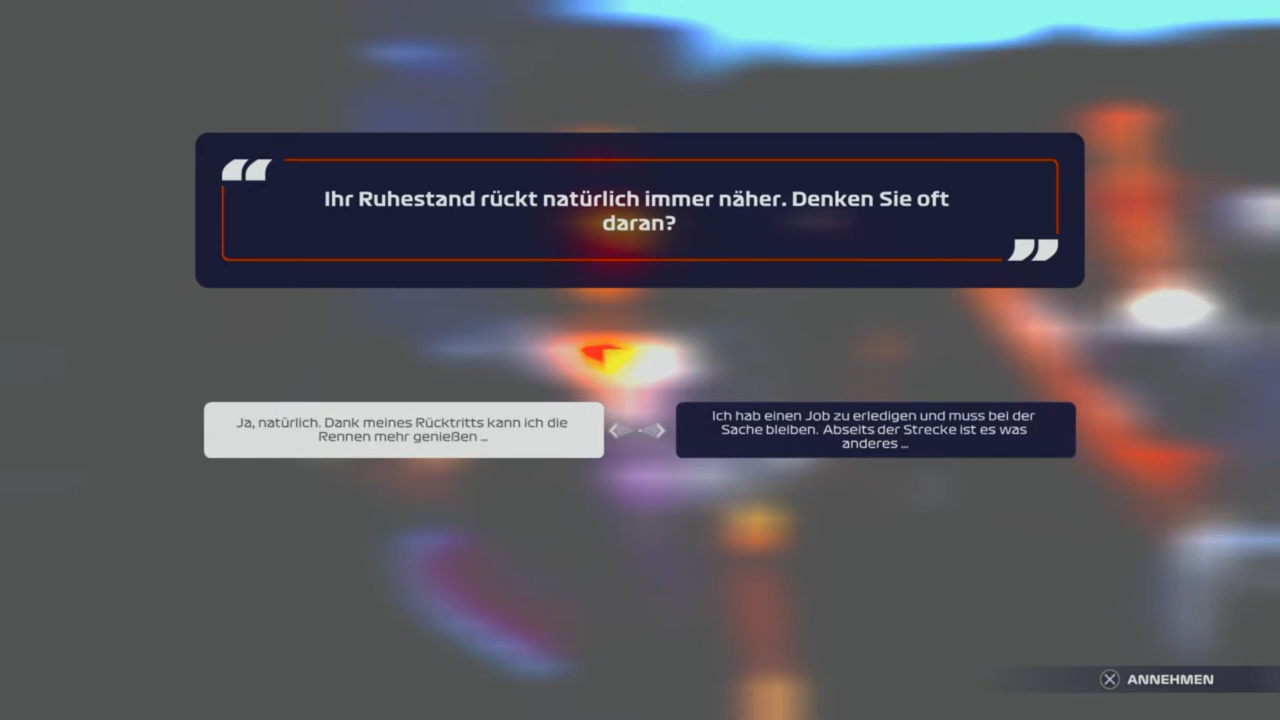 Ihr Ruhestand rückt natürlich immer näher. Denken Sie oft
daran?
Ja, natürlich. Dank meines Rücktritts kann ich die
Rennen mehr genießen ...
Ich hab einen Job zu erledigen und muss bei der
Sache bleiben. Abseits der Strecke ist es was
anderes ...
ANNEHMEN